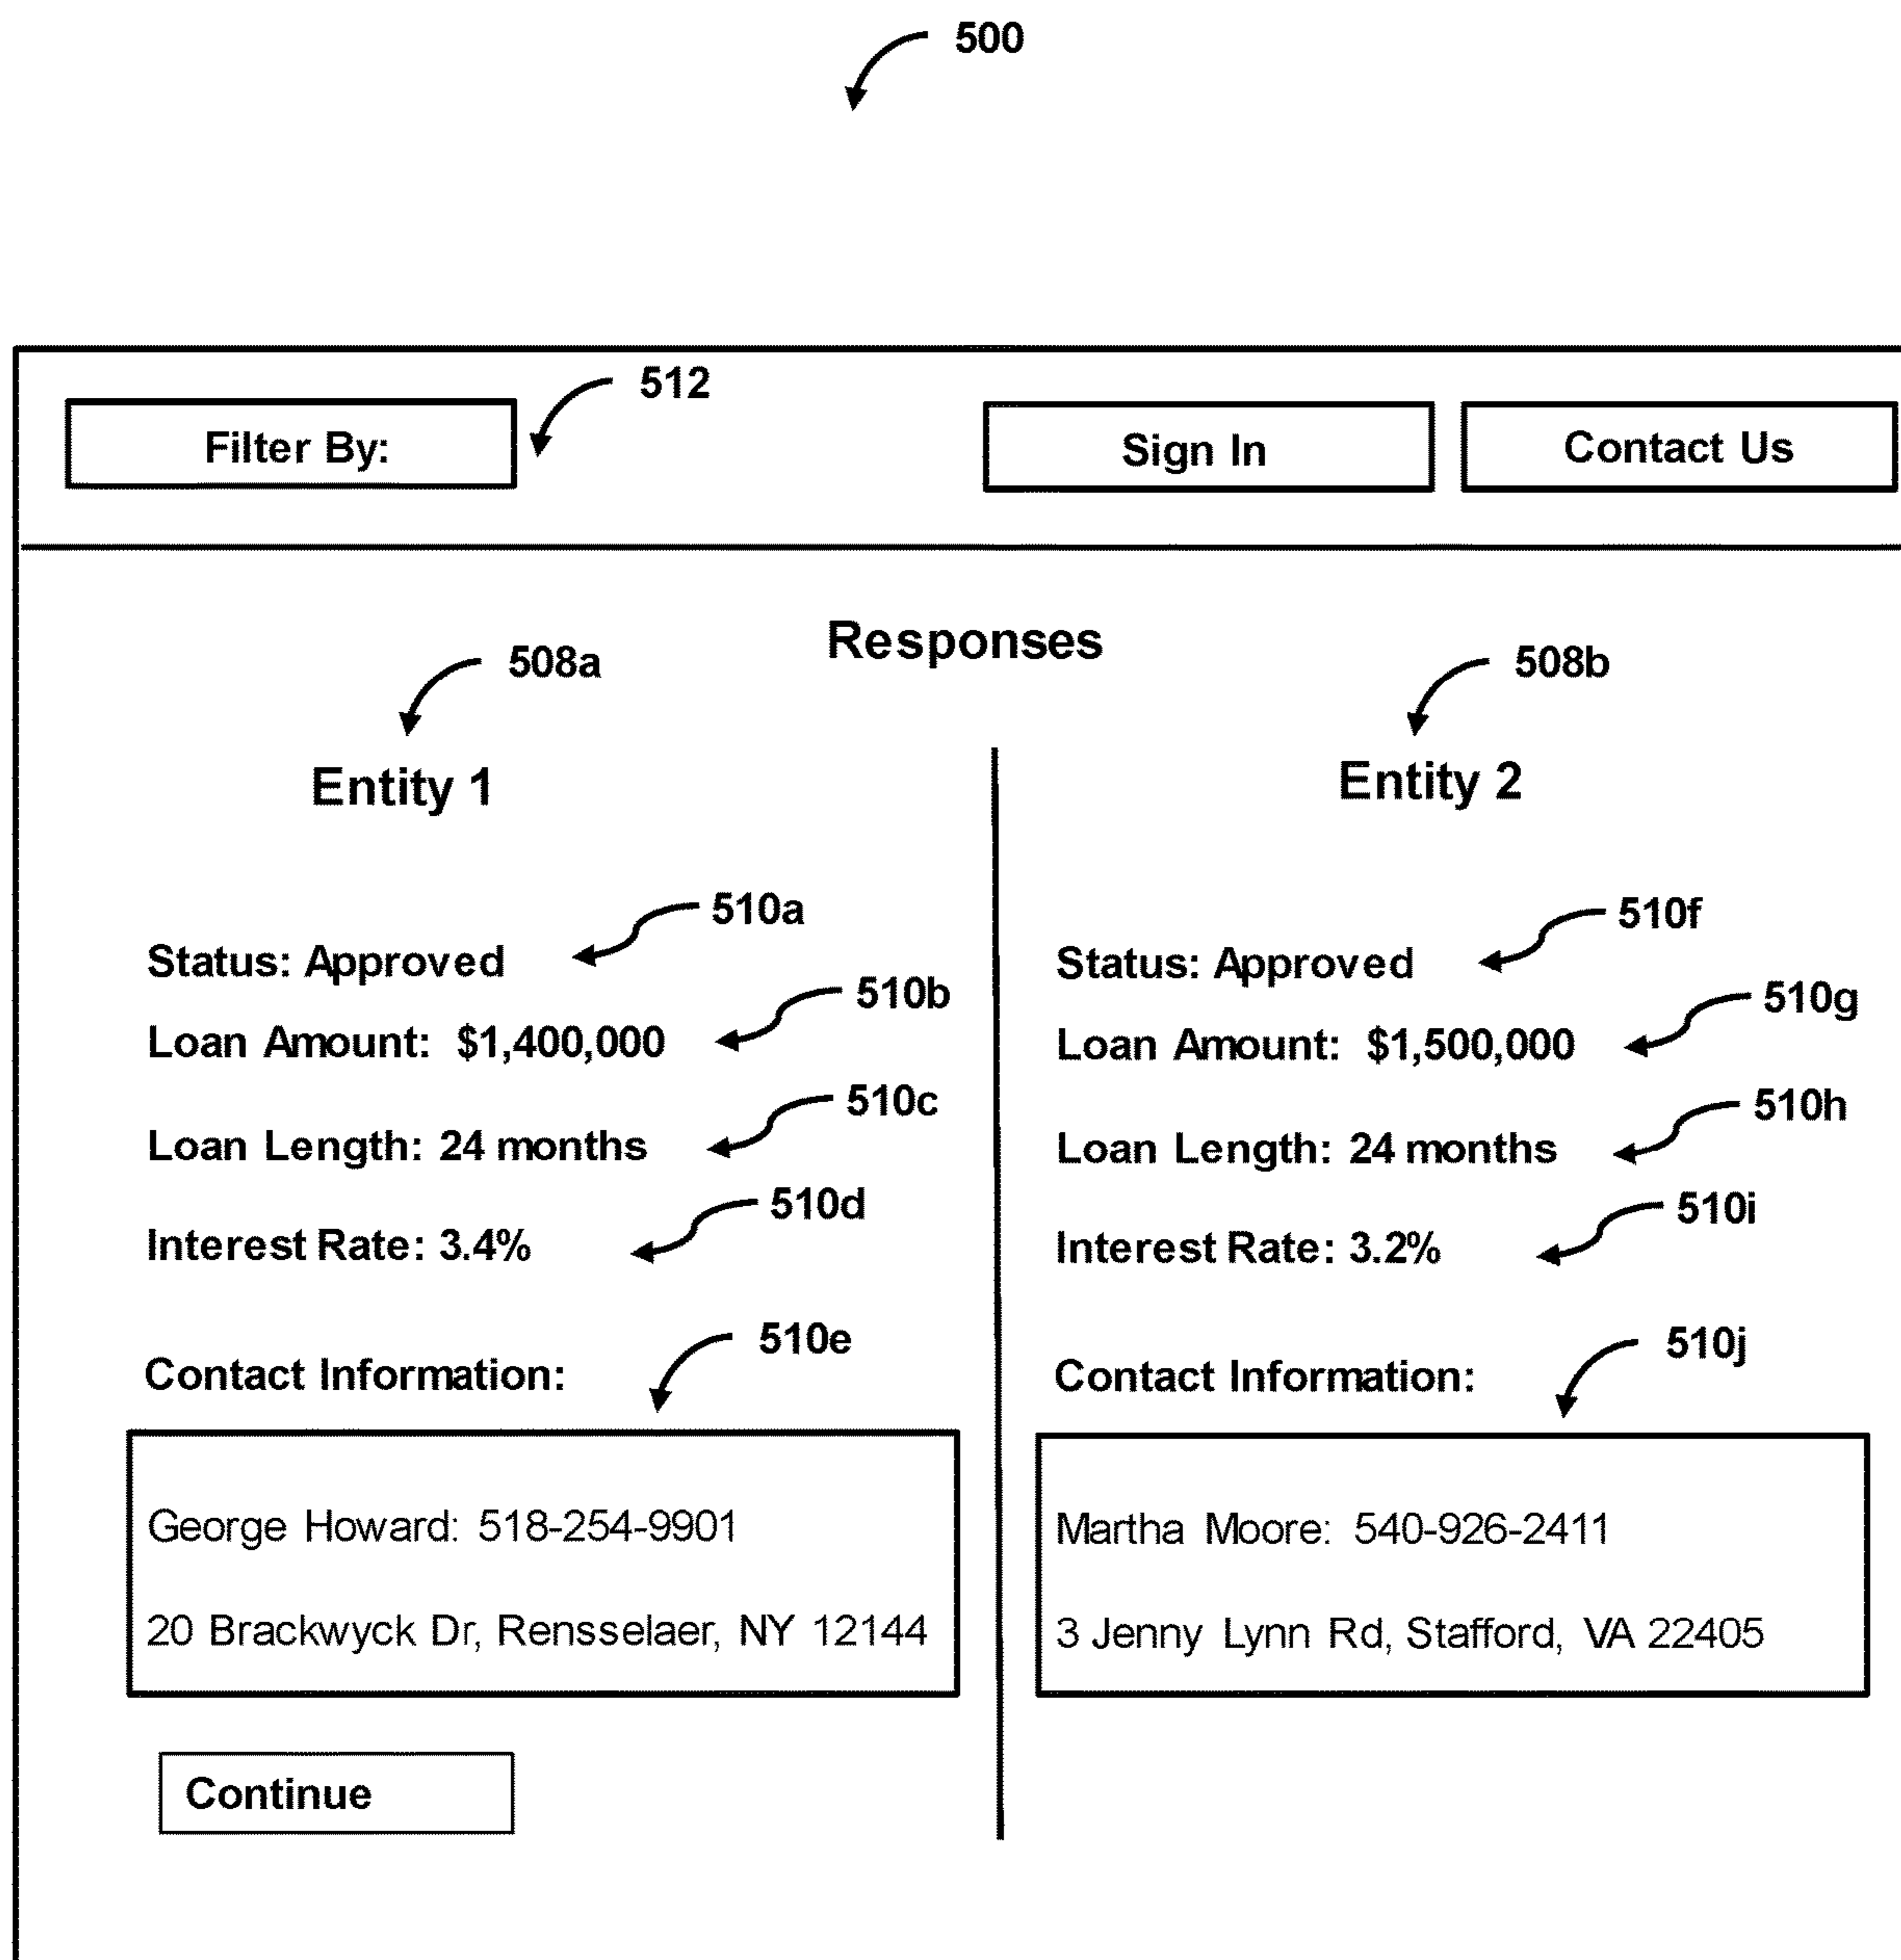 500
512
Filter By:
Sign In
Contact Us
Responses
508a
508b
Entity 1
Entity 2
510a
Status: Approved
510b
Loan Amount: $1,400,000
510c
Loan Length: 24 months
510d
Interest Rate: 3.4%
510e
Contact Information:
George Howard: 518-254-9901
20 Brackwyck Dr, Rensselaer, NY 12144
Continue
510f
Status: Approved
510g
Loan Amount: $1,500,000
510h
Loan Length: 24 months
510i
Interest Rate: 3.2%
510j
Contact Information:
Martha Moore: 540-926-2411
3 Jenny Lynn Rd, Stafford, VA 22405